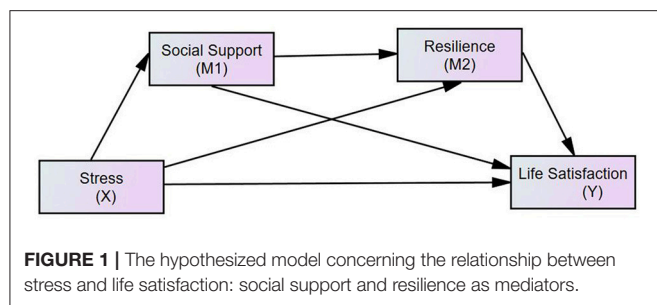 Social Support
(M1)
Resilience
(M2)
Stress
(X)
Life Satisfaction
(Y)
FIGURE 1 | The hypothesized model concerning the relationship between
stress and life satisfaction: social support and resilience as mediators.